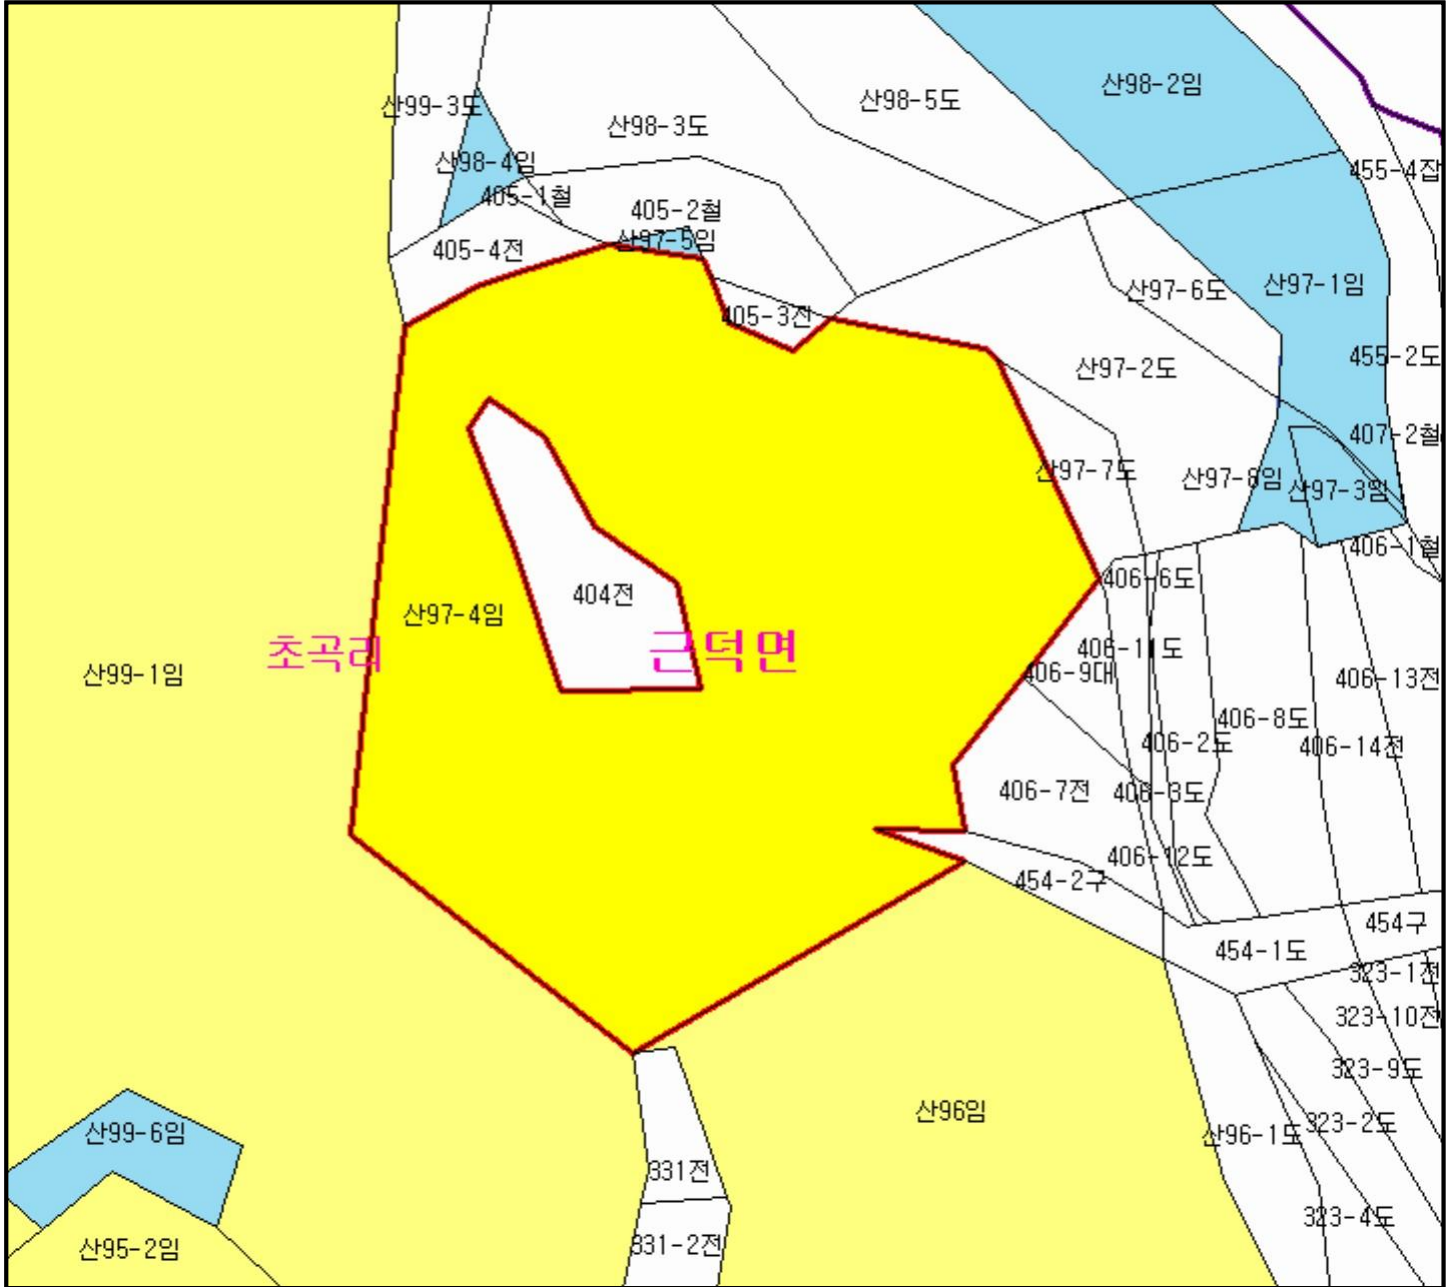 산98-2임
산98-5도
산99-3도
산98-3도
산98-4임
455-4잡
405-1철
405-2철
산97-5임
405-4전
산97-1임
산97-6도
405-3전
455-2도
산97-2도
407-2철
산97-7도
산97-8임
산97-3임
406-1철
406-6도
404전
산97-4임
초곡리
근덕면
406-11도
406-9대
산99-1임
406-13전
406-8도
406-2도
406-14전
406-7전
406-3도
406-12도
454-2구
454구
454-1도
323-1전
323-10전
323-9도
산96임
323-2도
산96-1도
산99-6임
331전
323-4도
331-2전
산95-2임